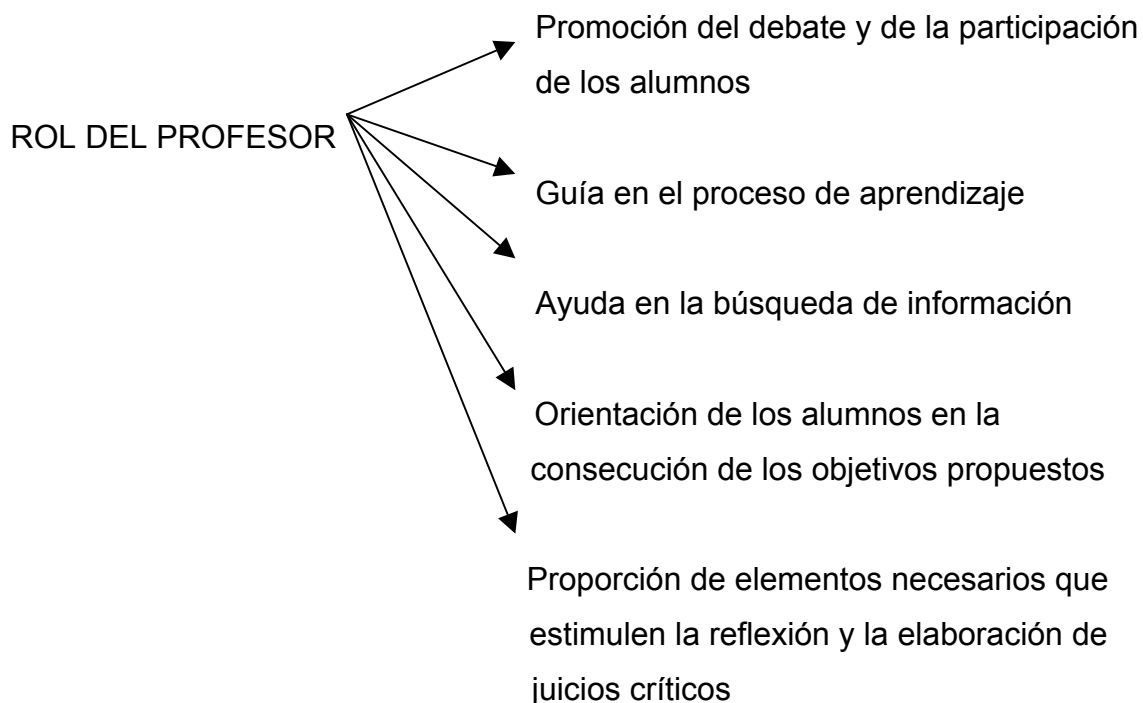 Promoción del debate y de la participación
de los alumnos
ROL DEL PROFESOR
Guía en el proceso de aprendizaje
Ayuda en la búsqueda de información
Orientación de los alumnos en la
consecución de los objetivos propuestos
Proporción de elementos necesarios que
estimulen la reflexión y la elaboración de
juicios críticos